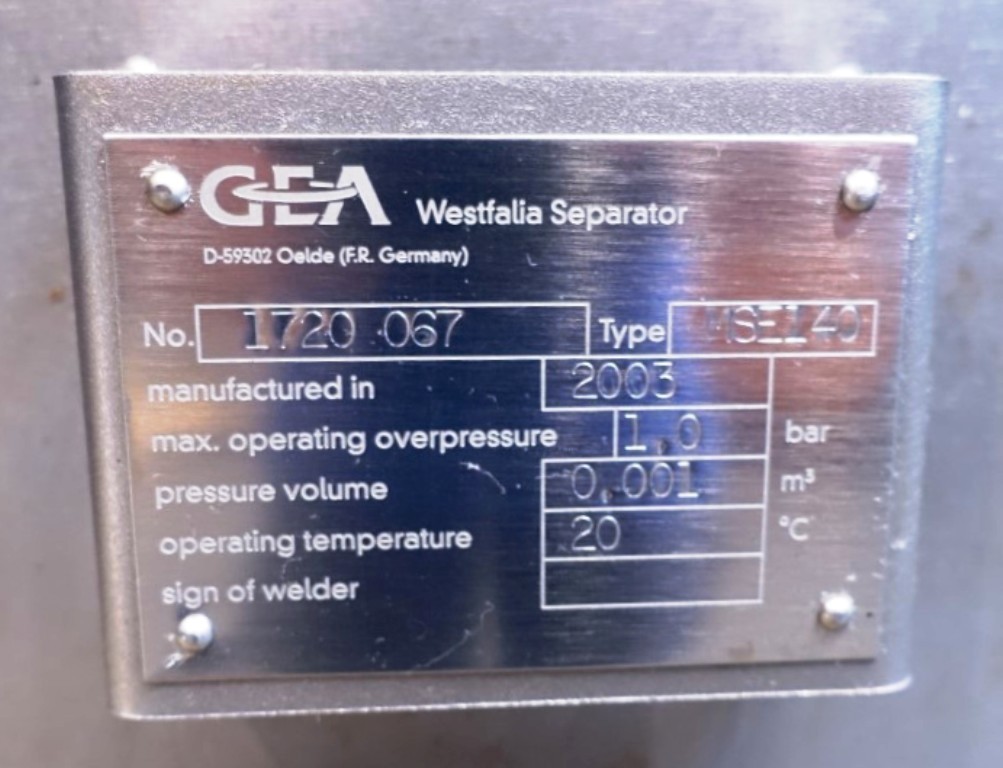 GEA Westfalia Separator
D-59302 Oelde (F.R. Germany)
No. 1720 067 Type MSE140
manufactured in 2003
max. operating overpressure 1,0 bar
pressure volume 0,001 m³
operating temperature 20 °C
sign of welder